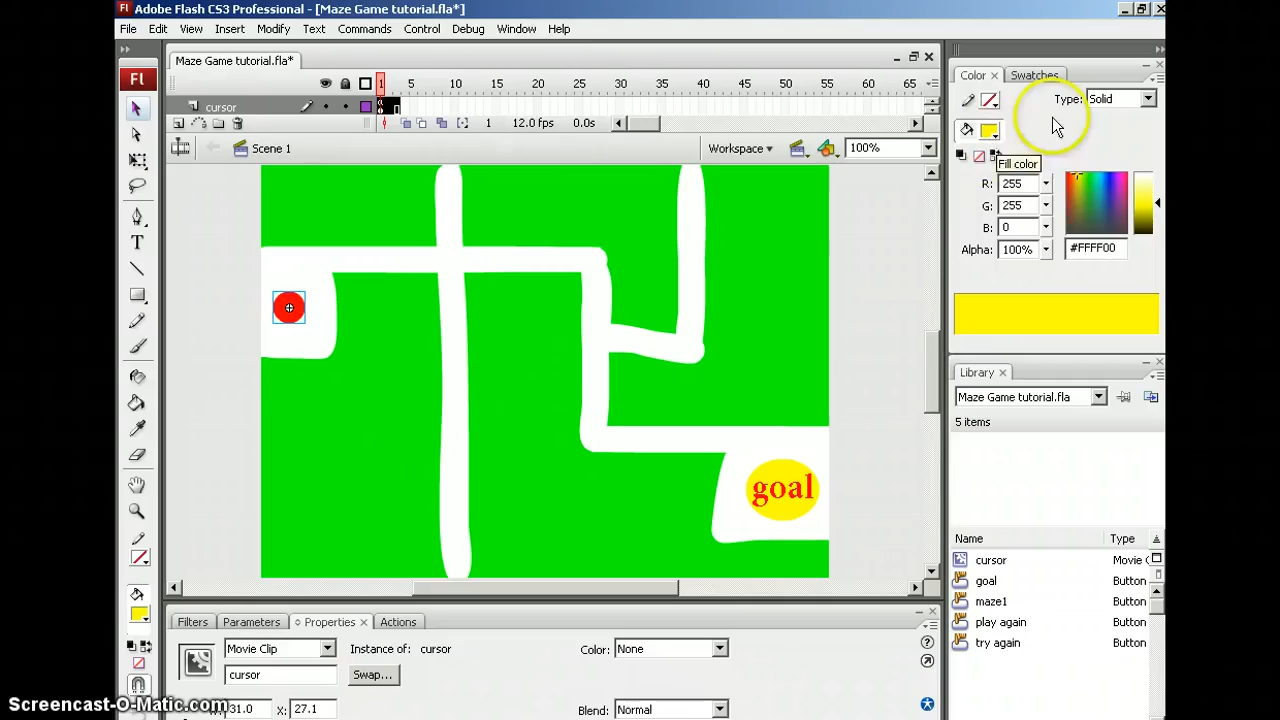 Adobe Flash CS3 Professional - [Maze Game tutorial.fla*]
File Edit View Insert Modify Text Commands Control Debug Window Help
Maze Game tutorial.fla*
Color Swatches
Fl
1 5 10 15 20 25 30 35 40 45 50 55 60 65
Type: Solid
cursor
1 12.0 fps 0.0s
Scene 1
Workspace
100%
Fill color
R: 255
G: 255
B: 0
Alpha: 100% #FFFF00
Library
Maze Game tutorial.fla
5 items
goal
Name Type
cursor Movie C
goal Button
maze1 Button
play again Button
try again Button
Filters Parameters Properties Actions
Movie Clip Instance of: cursor Color: None
cursor Swap...
31.0 X: 27.1 Blend: Normal
Screencast-O-Matic.com